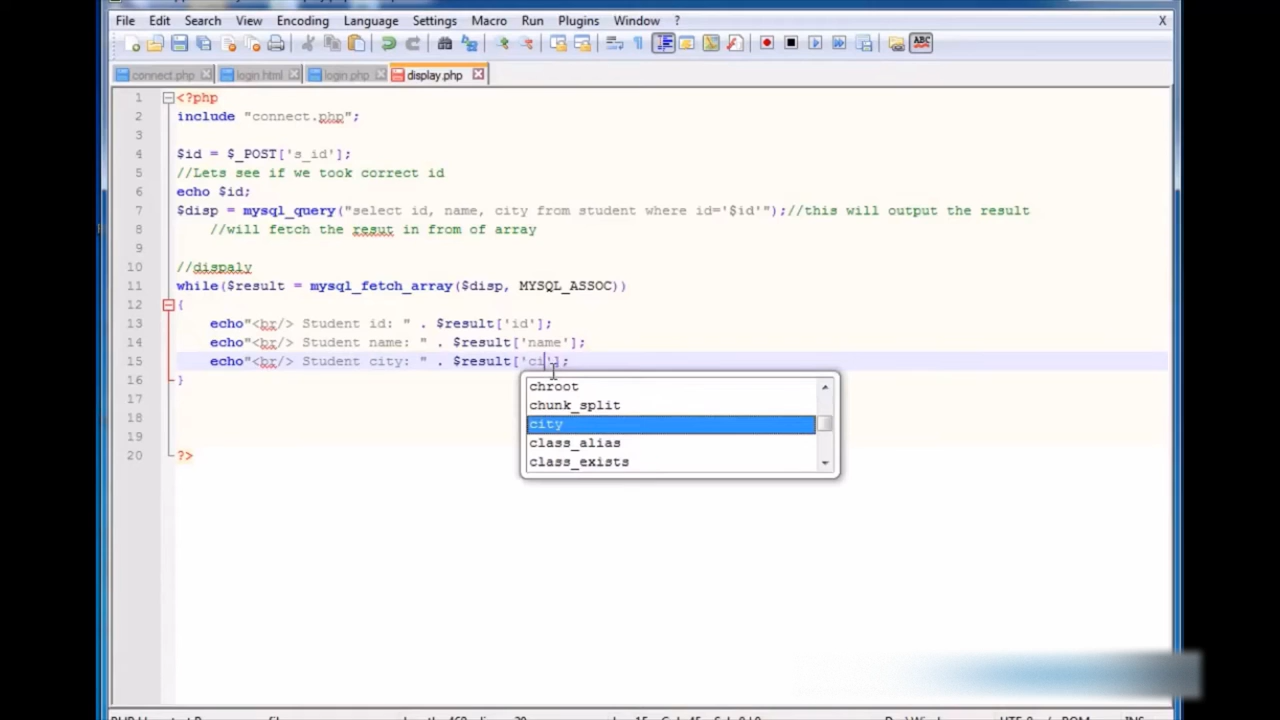 File Edit Search View Encoding Language Settings Macro Run Plugins Window ? X
ABC
connect.php login.html login.php display.php
1 <?php
2 include "connect.php";
3
4 $id = $_POST['s_id'];
5 //Lets see if we took correct id
6 echo $id;
7 $disp = mysql_query("select id, name, city from student where id='$id'");//this will output the result
8 //will fetch the resut in from of array
9
10 //dispaly
11 while($result = mysql_fetch_array($disp, MYSQL_ASSOC))
12 {
13 echo"<br/> Student id: " . $result['id'];
14 echo"<br/> Student name: " . $result['name'];
15 echo"<br/> Student city: " . $result['ci'];
16 }
chroot
17
chunk_split
18
city
19
class_alias
20 ?>
class_exists